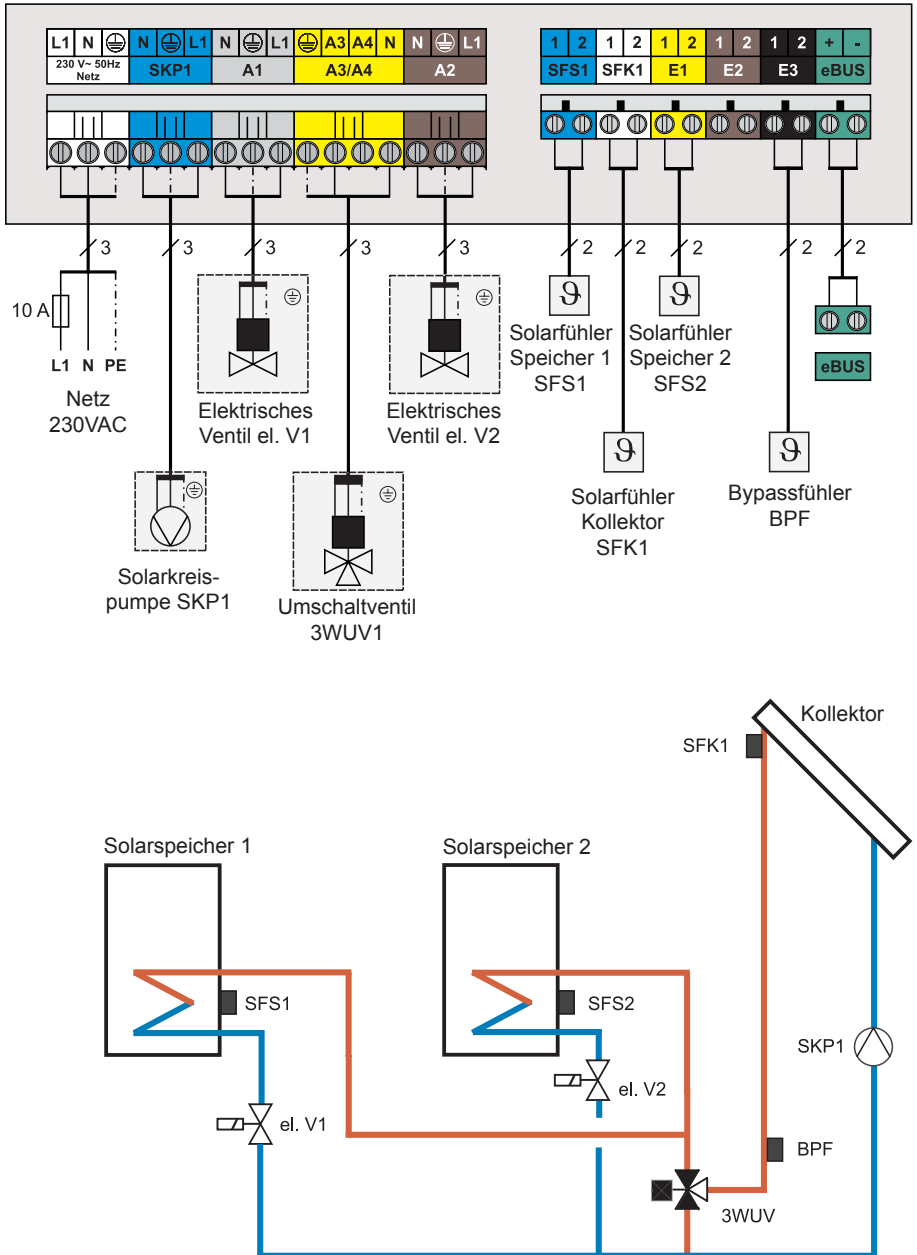 L1 N N L1 N L1 A3 A4 N N L1
230 V~ 50Hz
Netz
SKP1 A1 A3/A4 A2
1 2 1 2 1 2 1 2 1 2 + -
SFS1 SFK1 E1 E2 E3 eBUS
3 3 3 3 3 2 2 2 2 2
10 A
L1 N PE
Netz
230VAC
Elektrisches
Ventil el. V1
Elektrisches
Ventil el. V2
Solarfühler
Speicher 1
SFS1
Solarfühler
Speicher 2
SFS2
eBUS
Solarkreis-
pumpe SKP1
Umschaltventil
3WUV1
Solarfühler
Kollektor
SFK1
Bypassfühler
BPF
Kollektor
SFK1
Solarspeicher 1
Solarspeicher 2
SFS1
SFS2
SKP1
el. V2
el. V1
BPF
3WUV